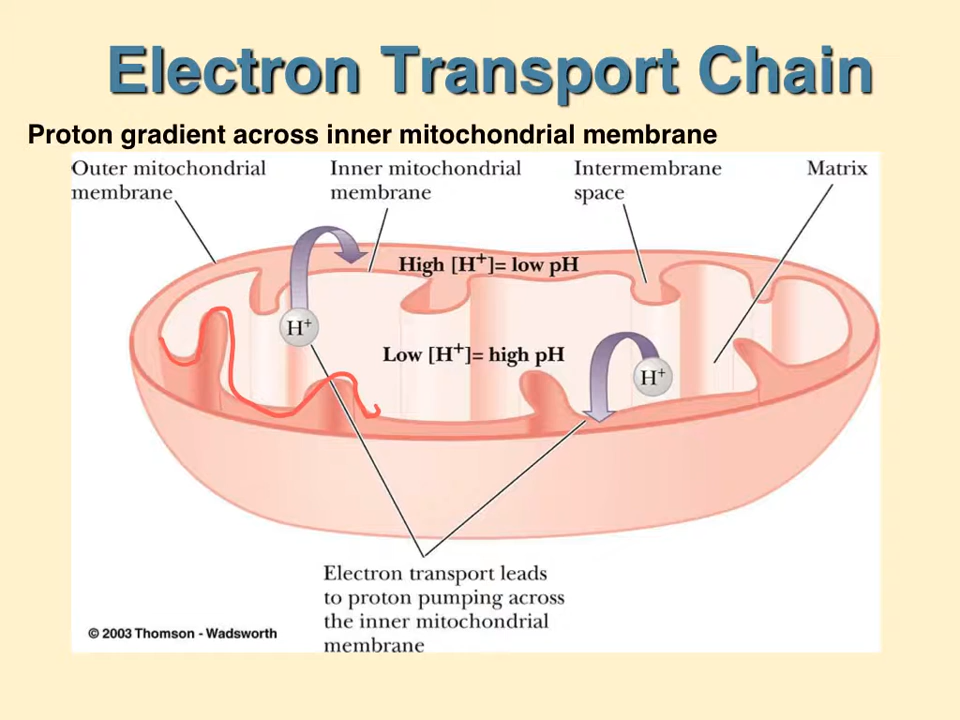 Electron Transport Chain
Proton gradient across inner mitochondrial membrane
Outer mitochondrial
membrane
Inner mitochondrial
membrane
Intermembrane
space
Matrix
High [H⁺]= low pH
H⁺
Low [H⁺]= high pH
H⁺
Electron transport leads
to proton pumping across
the inner mitochondrial
membrane
© 2003 Thomson - Wadsworth